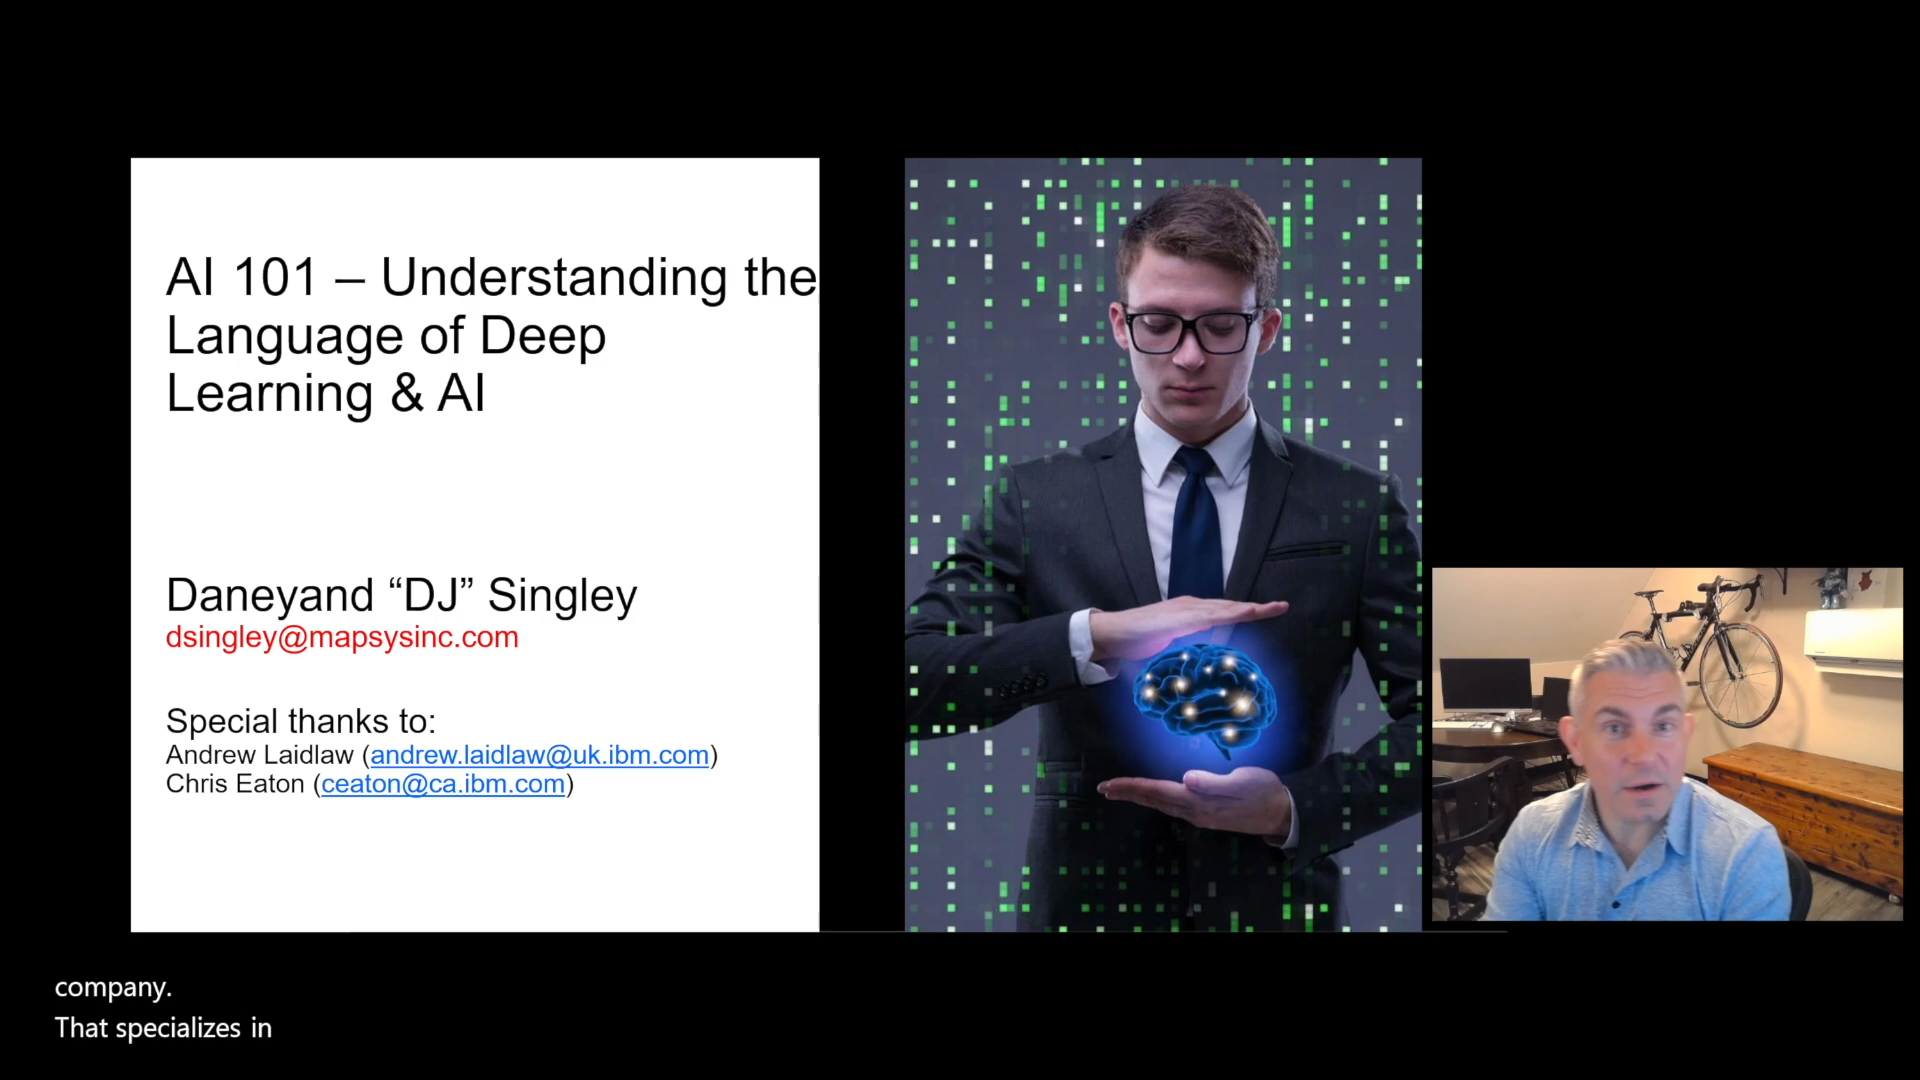 AI 101 – Understanding the
Language of Deep
Learning & AI
Daneyand “DJ” Singley
dsingley@mapsysinc.com
Special thanks to:
Andrew Laidlaw (andrew.laidlaw@uk.ibm.com)
Chris Eaton (ceaton@ca.ibm.com)
company.
That specializes in